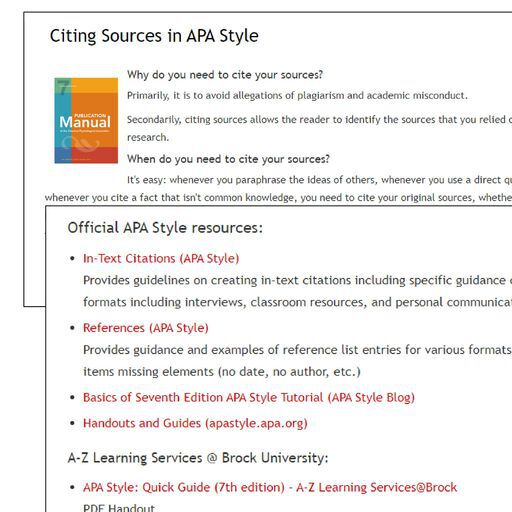 Citing Sources in APA Style
Why do you need to cite your sources?
Primarily, it is to avoid allegations of plagiarism and academic misconduct.
7
PUBLICATION
Manual
Secondarily, citing sources allows the reader to identify the sources that you relied
research.
When do you need to cite your sources?
It's easy: whenever you paraphrase the ideas of others, whenever you use a direct
whenever you cite a fact that isn't common knowledge, you need to cite your original sources,
Official APA Style resources:
• In-Text Citations (APA Style)
Provides guidelines on creating in-text citations including specific guidance
formats including interviews, classroom resources, and personal
• References (APA Style)
Provides guidance and examples of reference list entries for various formats
items missing elements (no date, no author, etc.)
• Basics of Seventh Edition APA Style Tutorial (APA Style Blog)
• Handouts and Guides (apastyle.apa.org)
A-Z Learning Services @ Brock University:
• APA Style: Quick Guide (7th edition) - A-Z Learning Services@Brock
PDF Handout